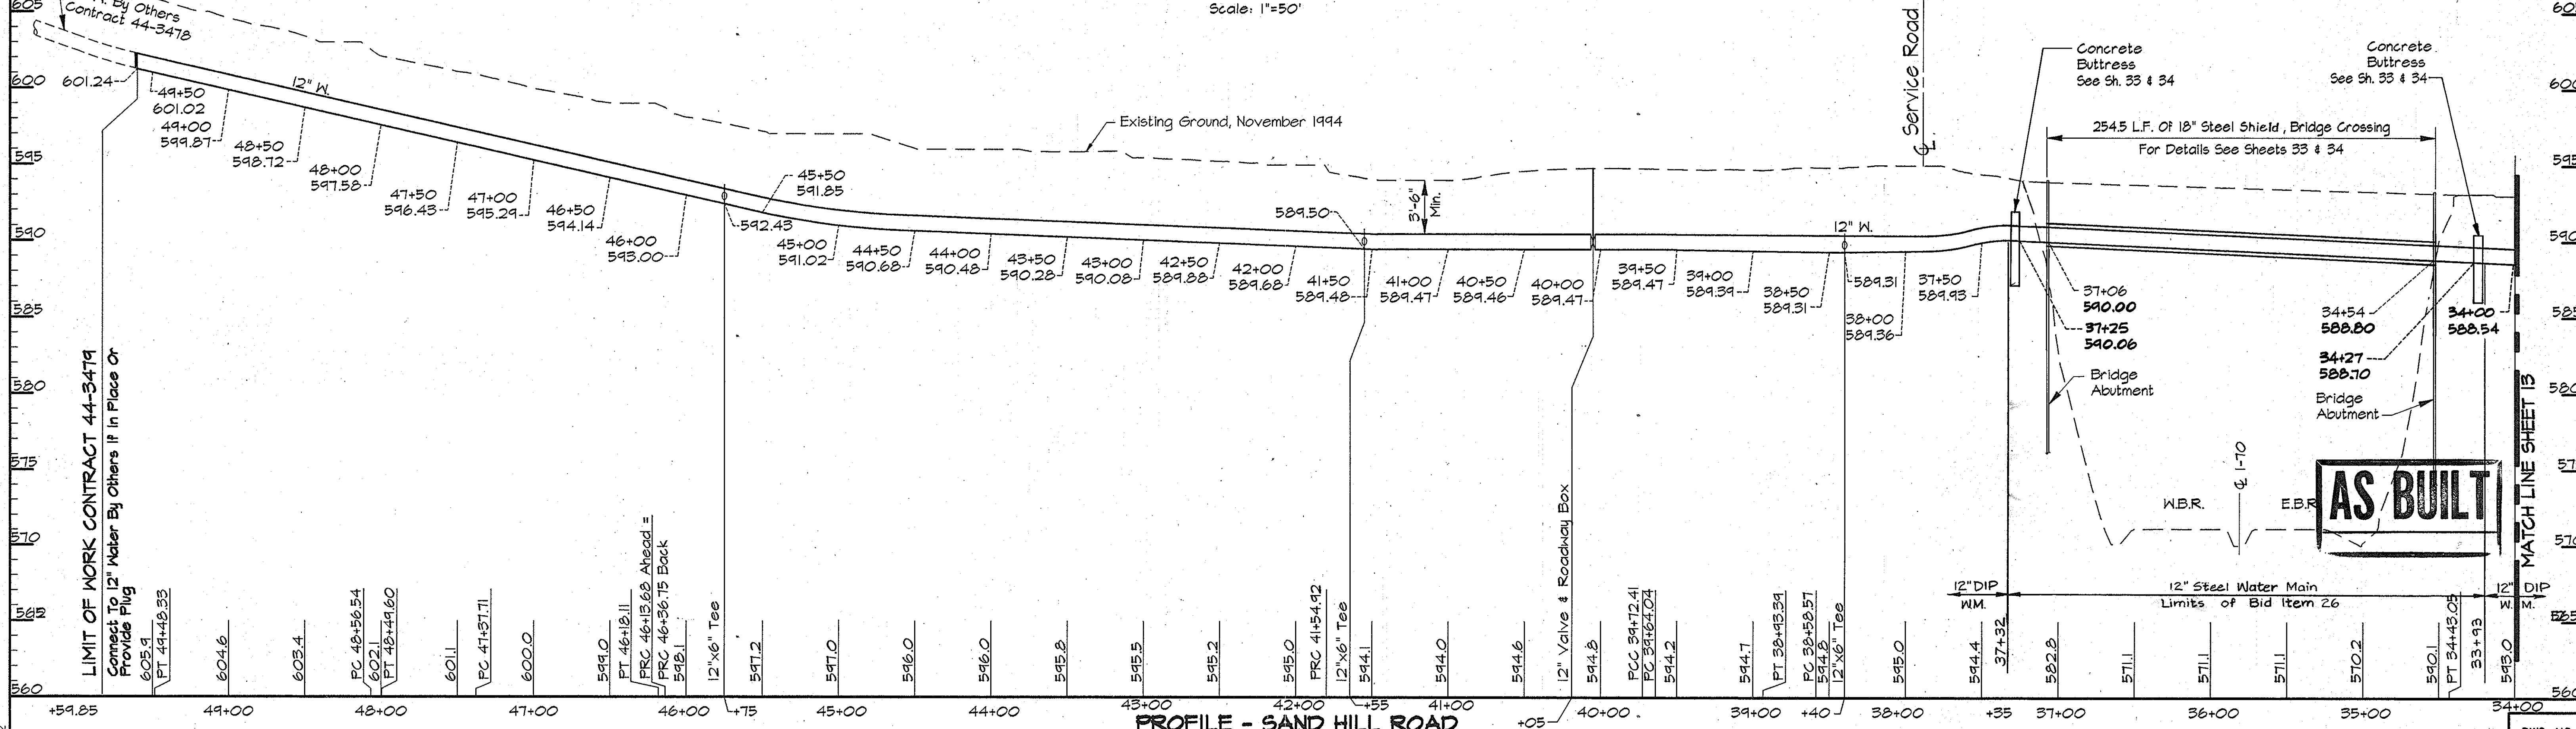 605
. By Others
Contract 44-3478
Scale: 1"=50'
600
601.24
12" W.
49+50
601.02
49+00
599.87
48+50
598.72
48+00
597.58
47+50
596.43
47+00
595.29
46+50
594.14
46+00
593.00
592.43
45+50
591.85
45+00
591.02
44+50
590.68
44+00
590.48
43+50
590.28
43+00
590.08
42+50
589.88
42+00
589.68
589.50
41+50
589.48
41+00
589.47
40+50
589.46
40+00
589.47
39+50
589.47
39+00
589.39
38+50
589.31
589.31
38+00
589.36
37+50
589.93
Existing Ground, November 1994
3'-6"
Min.
12" W.
℄ Service Road
Concrete
Buttress
See Sh. 33 & 34
Concrete
Buttress
See Sh. 33 & 34
254.5 L.F. Of 18" Steel Shield, Bridge Crossing
For Details See Sheets 33 & 34
37+06
590.00
37+25
590.06
Bridge
Abutment
34+54
588.80
34+27
588.70
34+00
588.54
Bridge
Abutment
595
590
585
580
575
570
565
560
LIMIT OF WORK CONTRACT 44-3479
Connect To 12" Water By Others If In Place Or
Provide Plug
℄ I-70
W.B.R.
E.B.R
AS BUILT
MATCH LINE SHEET 13
12" DIP
W.M.
12" Steel Water Main
Limits of Bid Item 26
12" DIP
W. M.
605.9
PT 49+48.33
604.6
603.4
PC 48+56.54
602.1
PT 48+49.60
601.1
PC 47+37.71
600.0
599.0
PT 46+18.11
PRC 46+13.68 Ahead =
PRC 46+36.75 Back
598.1
12"x6" Tee
597.2
597.0
596.0
596.0
595.8
595.5
595.2
595.0
PRC 41+54.92
12"x6" Tee
594.1
594.0
594.6
12" Valve & Roadway Box
594.8
PCC 39+72.41
PC 39+64.04
594.2
594.7
PT 38+93.39
PC 38+58.57
594.8
12"x6" Tee
595.0
594.4
37+32
582.8
571.1
571.1
571.1
570.2
590.1
PT 34+43.05
33+93
593.0
+59.85
49+00
48+00
47+00
46+00
+75
45+00
44+00
43+00
42+00
+55
41+00
+05
40+00
39+00
+40
38+00
+35
37+00
36+00
35+00
34+00
PROFILE - SAND HILL ROAD